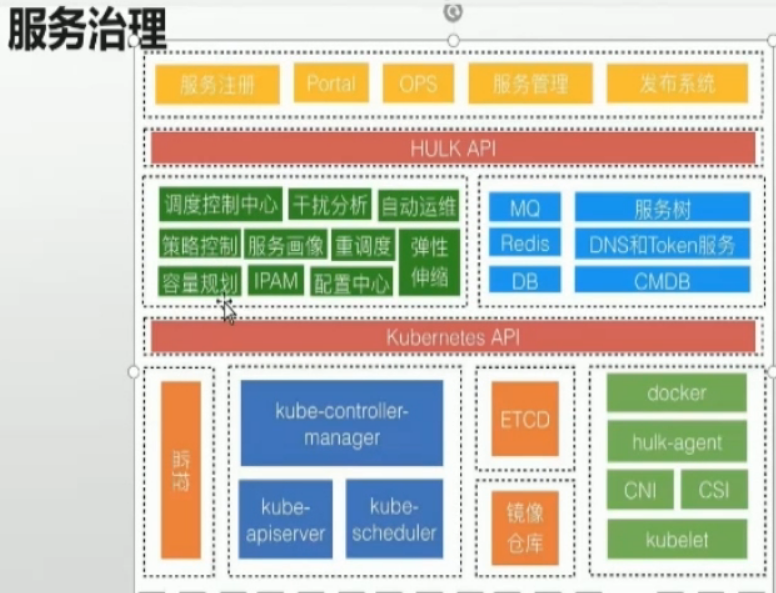 服务治理
服务注册
Portal
OPS
服务管理
发布系统
HULK API
调度控制中心
干扰分析
自动运维
策略控制
服务画像
重调度
弹性
伸缩
容量规划
IPAM
配置中心
MQ
服务树
Redis
DNS和Token服务
DB
CMDB
Kubernetes API
监控
kube-controller-
manager
kube-
apiserver
kube-
scheduler
ETCD
镜像
仓库
docker
hulk-agent
CNI
CSI
kubelet